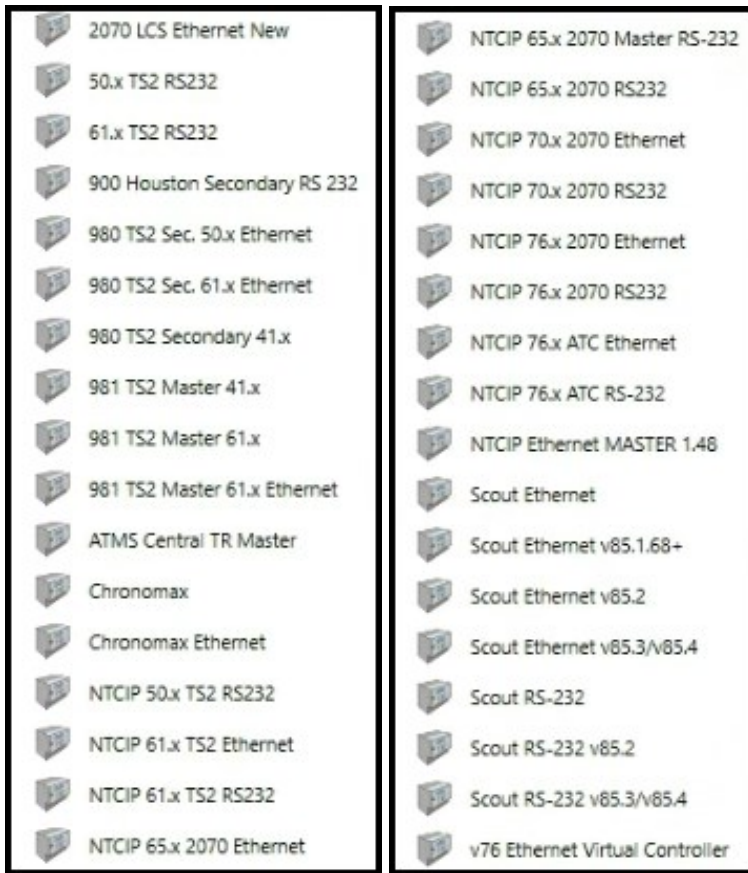 2070 LCS Ethernet New
50.x TS2 RS232
61.x TS2 RS232
900 Houston Secondary RS 232
980 TS2 Sec. 50.x Ethernet
980 TS2 Sec. 61.x Ethernet
980 TS2 Secondary 41.x
981 TS2 Master 41.x
981 TS2 Master 61.x
981 TS2 Master 61.x Ethernet
ATMS Central TR Master
Chronomax
Chronomax Ethernet
NTCIP 50.x TS2 RS232
NTCIP 61.x TS2 Ethernet
NTCIP 61.x TS2 RS232
NTCIP 65.x 2070 Ethernet
NTCIP 65.x 2070 Master RS-232
NTCIP 65.x 2070 RS232
NTCIP 70.x 2070 Ethernet
NTCIP 70.x 2070 RS232
NTCIP 76.x 2070 Ethernet
NTCIP 76.x 2070 RS232
NTCIP 76.x ATC Ethernet
NTCIP 76.x ATC RS-232
NTCIP Ethernet MASTER 1.48
Scout Ethernet
Scout Ethernet v85.1.68+
Scout Ethernet v85.2
Scout Ethernet v85.3/v85.4
Scout RS-232
Scout RS-232 v85.2
Scout RS-232 v85.3/v85.4
v76 Ethernet Virtual Controller